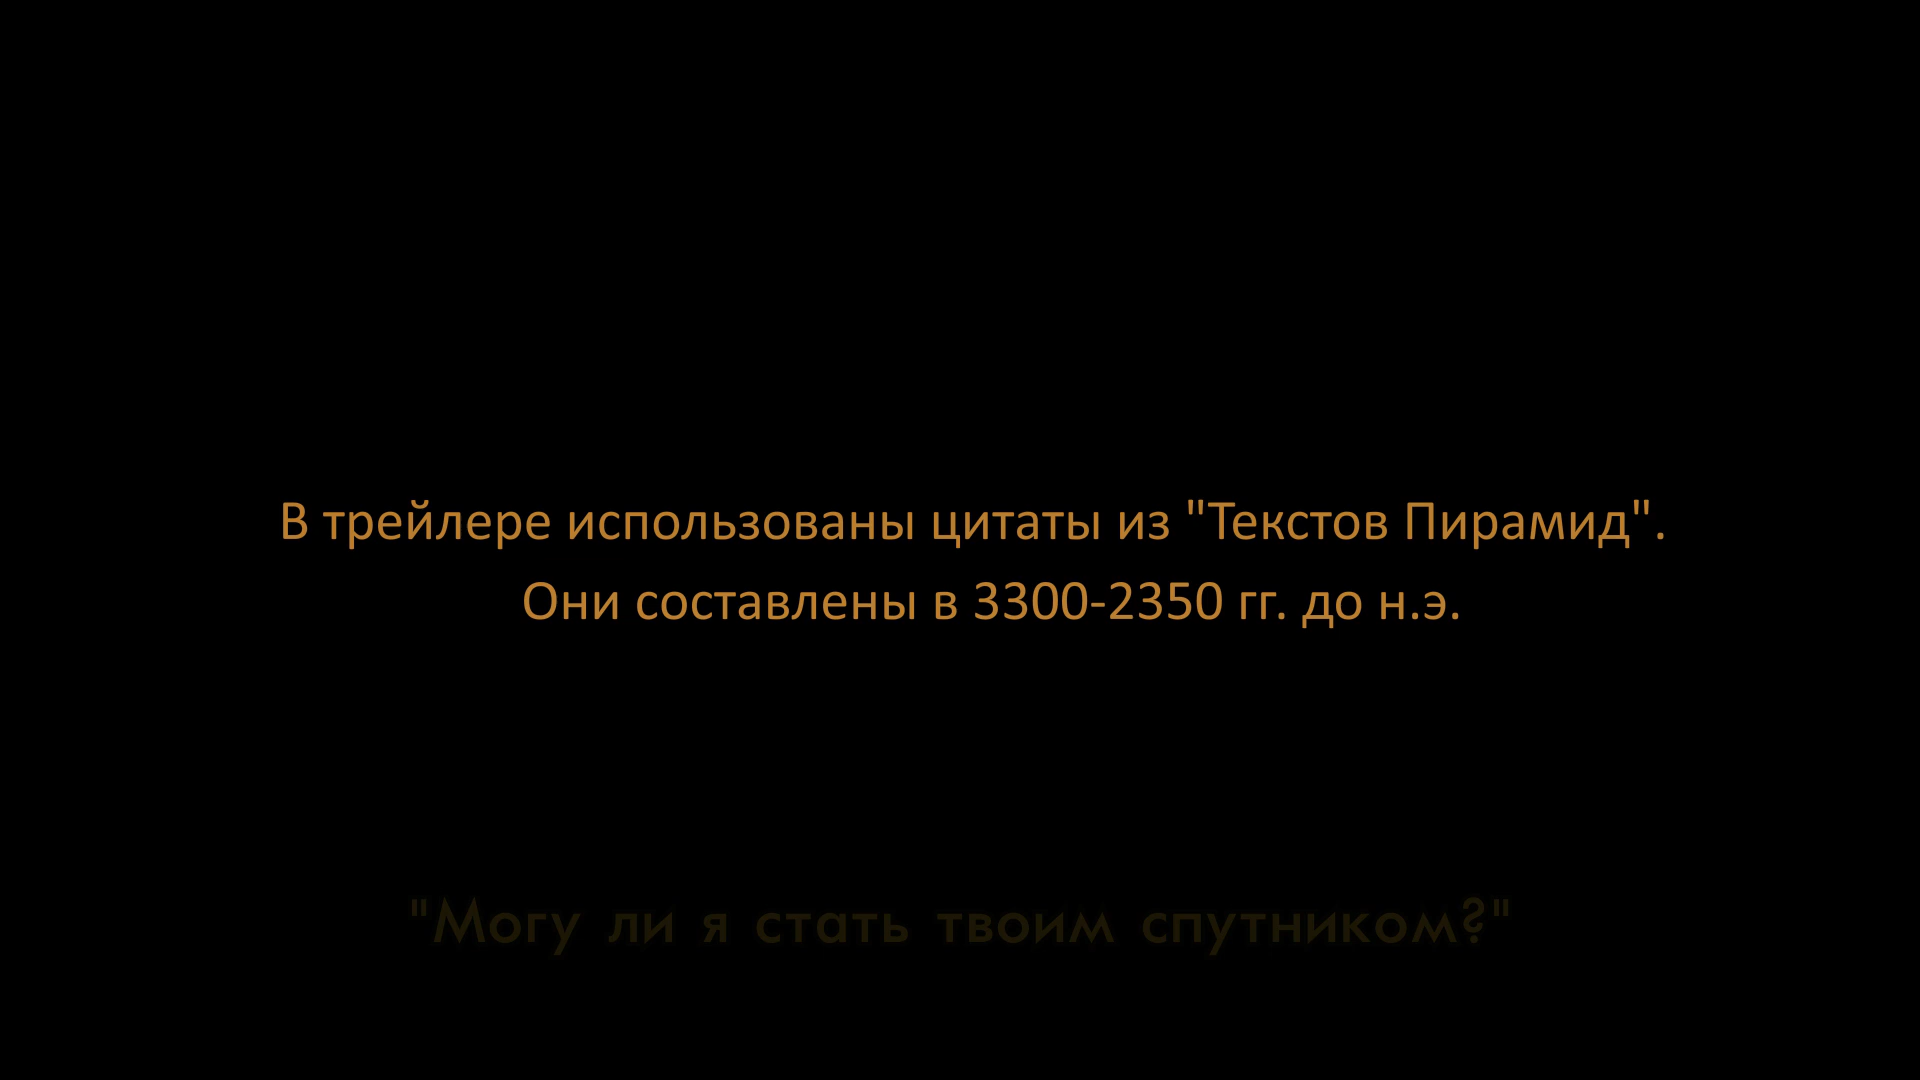 В трейлере использованы цитаты из "Текстов Пирамид".
Они составлены в 3300-2350 гг. до н.э.
"Могу ли я стать твоим спутником?"